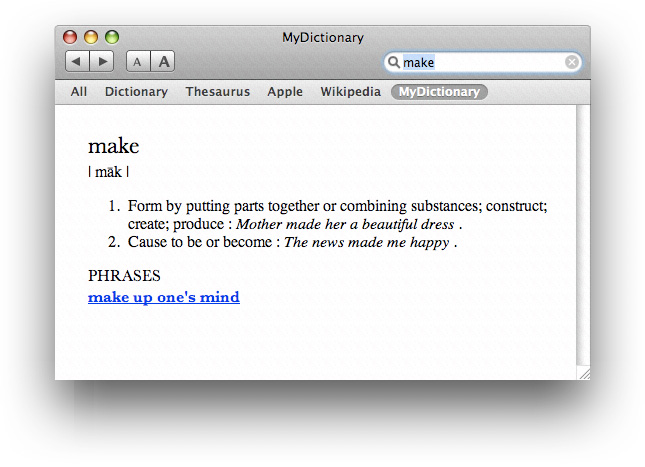 MyDictionary
A A make
All Dictionary Thesaurus Apple Wikipedia MyDictionary
make
| māk |
1. Form by putting parts together or combining substances; construct;
create; produce : Mother made her a beautiful dress .
2. Cause to be or become : The news made me happy .
PHRASES
make up one's mind